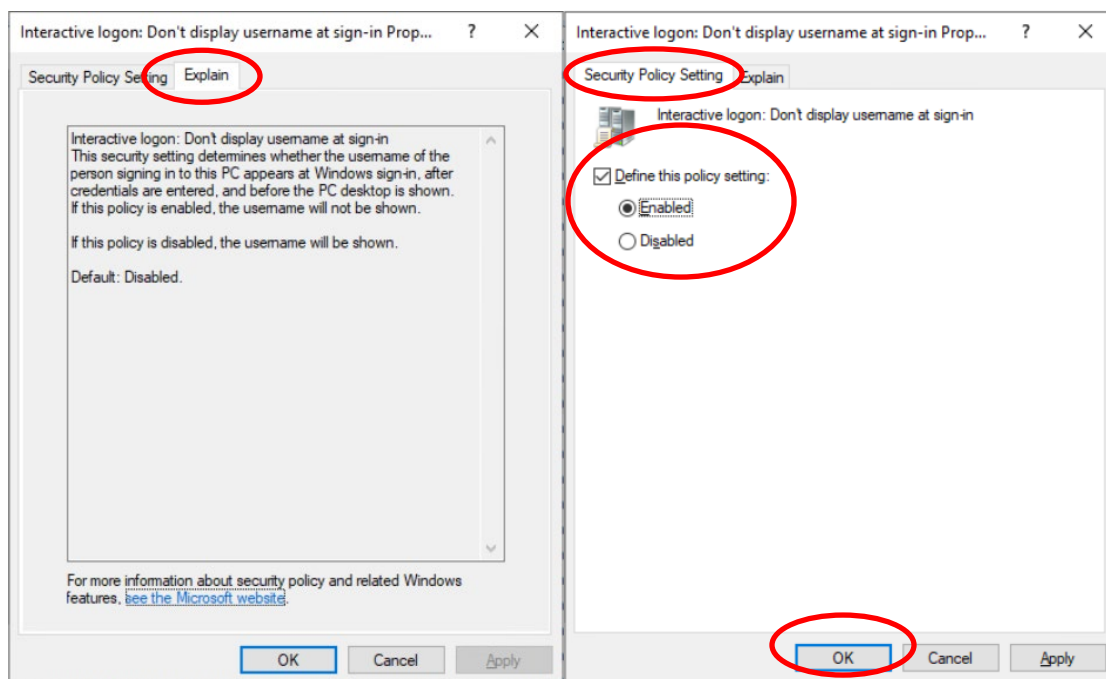 Interactive logon: Don't display username at sign-in Prop... ? ×
Security Policy Setting Explain
Interactive logon: Don't display username at sign-in
This security setting determines whether the username of the
person signing in to this PC appears at Windows sign-in, after
credentials are entered, and before the PC desktop is shown.
If this policy is enabled, the username will not be shown.
If this policy is disabled, the username will be shown.
Default: Disabled.
For more information about security policy and related Windows
features, see the Microsoft website.
OK Cancel Apply
Interactive logon: Don't display username at sign-in Prop... ? ×
Security Policy Setting Explain
Interactive logon: Don't display username at sign-in
Define this policy setting:
Enabled
Disabled
OK Cancel Apply